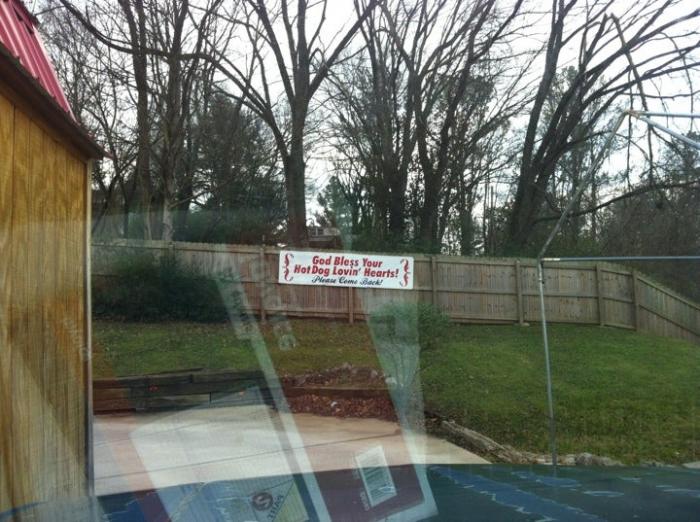 God Bless Your
Hot Dog Lovin' Hearts!
Please Come Back!